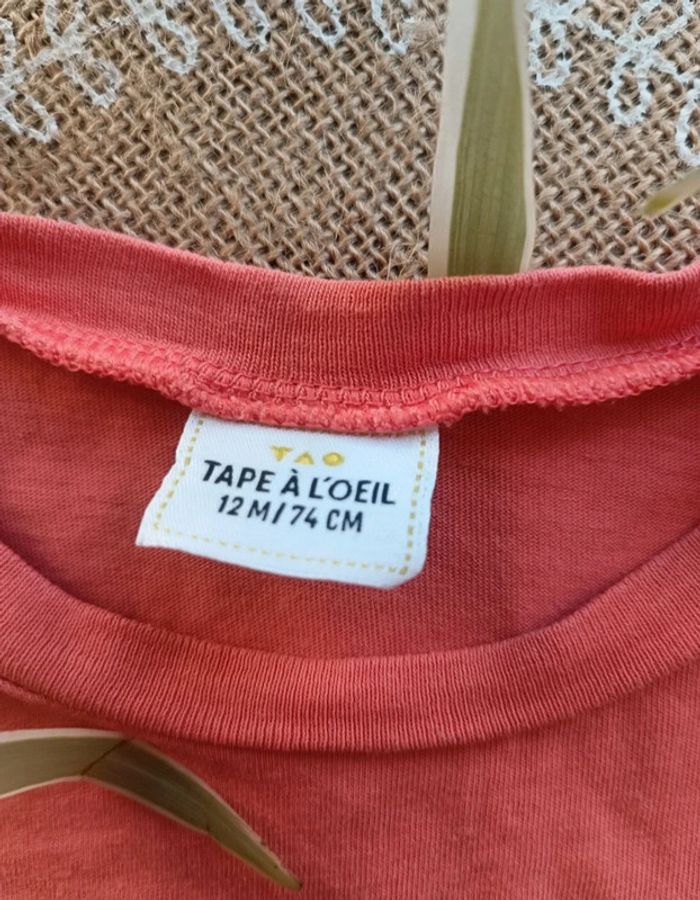 TAO
TAPE À L'OEIL
12 M/74 CM